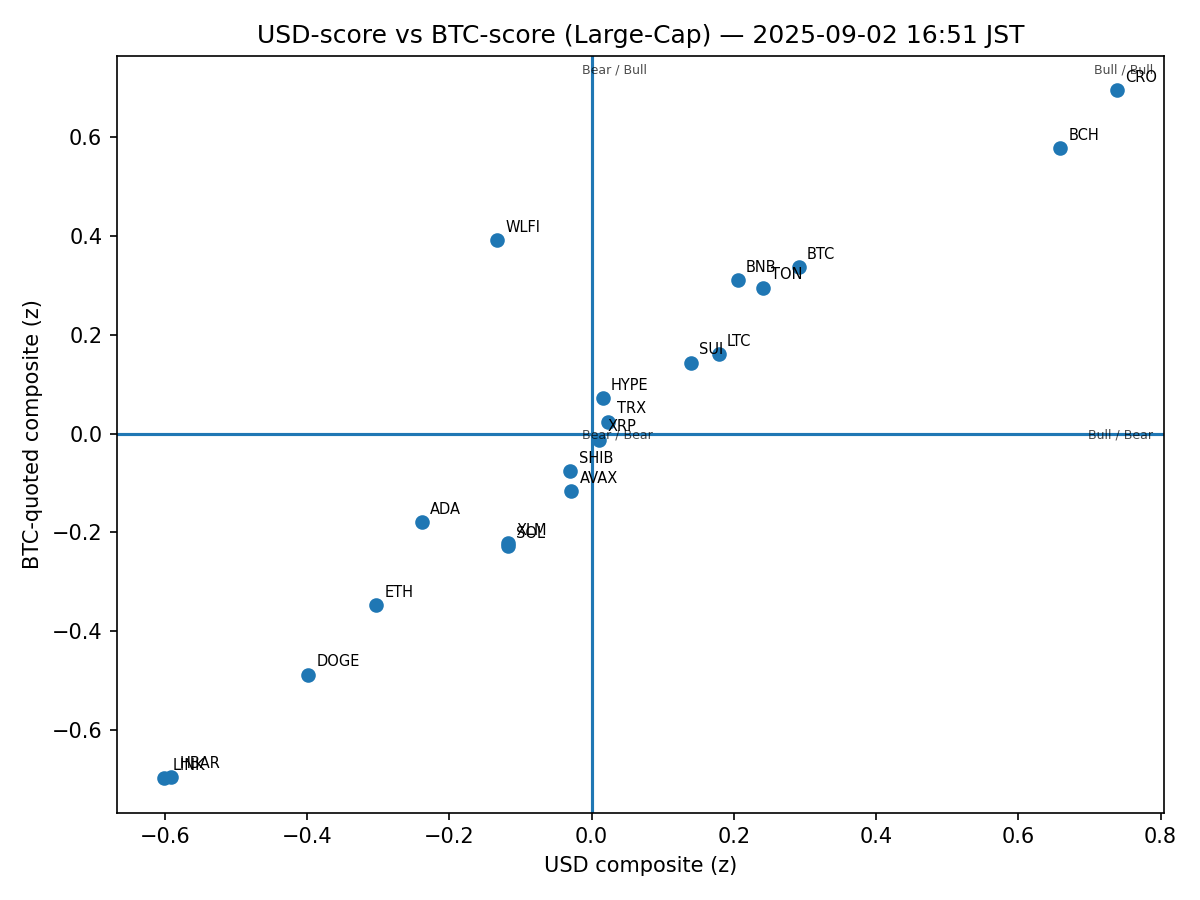 USD-score vs BTC-score (Large-Cap) — 2025-09-02 16:51 JST
Bear / Bull
Bull / Bull
CRO
BCH
WLFI
BTC
BNB
TON
LTC
SUI
HYPE
TRX
XRP
Bear / Bear
Bull / Bear
SHIB
AVAX
ADA
XLM
SOL
ETH
DOGE
HBAR
LINK
0.6
0.4
0.2
0.0
−0.2
−0.4
−0.6
BTC-quoted composite (z)
−0.6
−0.4
−0.2
0.0
0.2
0.4
0.6
0.8
USD composite (z)